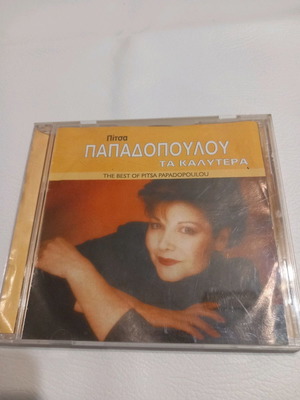 Πίτσα
ΠΑΠΑΔΟΠΟΥΛΟΥ
ΤΑ ΚΑΛΥΤΕΡΑ
THE BEST OF PITSA PAPADOPOULOU